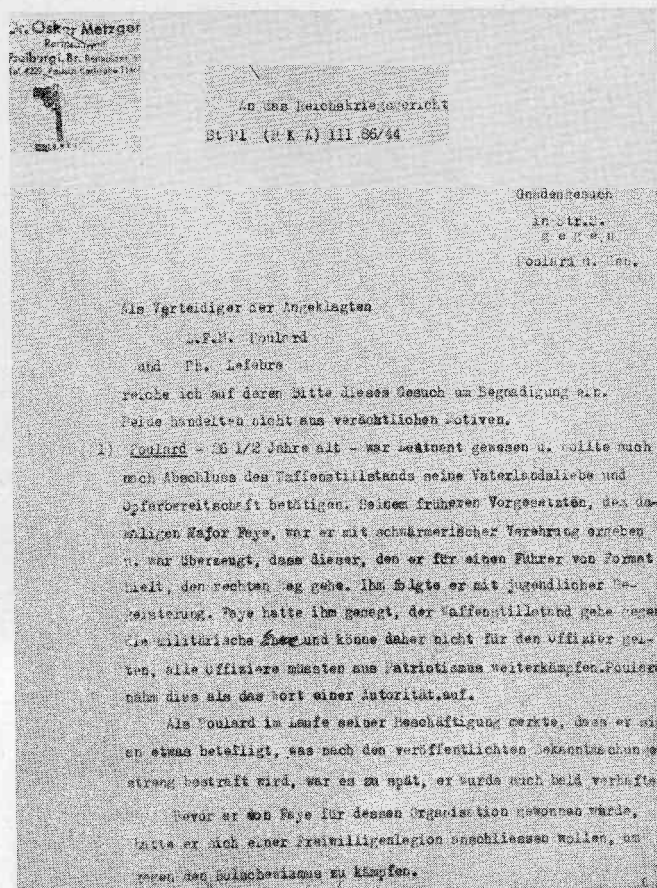 Dr. Oskar Metzger
Freiburg i. Br.
An das Reichskriegsgericht
St Pl (R K A) 111 86/44
Gnadengesuch
in Str.S.
g e g e n
Poulard u. Gen.
Als Verteidiger der Angeklagten
L.F.M. Poulard
und Ph. Lefebre
reiche ich auf deren Bitte dieses Gesuch um Begnadigung ein.
Beide handelten nicht aus verächtlichen Motiven.
1) Poulard - 26 1/2 Jahre alt - war Leutnant gewesen u. wollte auch
nach Abschluss des Waffenstillstands seine Vaterlandsliebe und
Opferbereitschaft betätigen. Seinem früheren Vorgesetzten, dem da-
maligen Major Faye, war er mit schwärmerischer Verehrung ergeben
u. war überzeugt, dass dieser, den er für einen Führer von Format
hielt, den rechten Weg gehe. Ihm folgte er mit jugendlicher Be-
geisterung. Faye hatte ihm gesagt, der Waffenstillstand gehe gegen
die militärische Ehre und könne daher nicht für den Offizier gel-
ten, alle Offiziere müssten aus Patriotismus weiterkämpfen.Poulard
nahm dies als das Wort einer Autorität.auf.
Als Poulard im Laufe seiner Beschäftigung merkte, dass er sich
an etwas beteiligt, was nach den veröffentlichten Bekanntmachungen
streng bestraft wird, war es zu spät, er wurde auch bald verhaftet
Bevor er von Faye für dessen Organisation gewonnen wurde,
hatte er sich einer Freiwilligenlegion anschliessen wollen, um
gegen den Bolschewismus zu kämpfen.